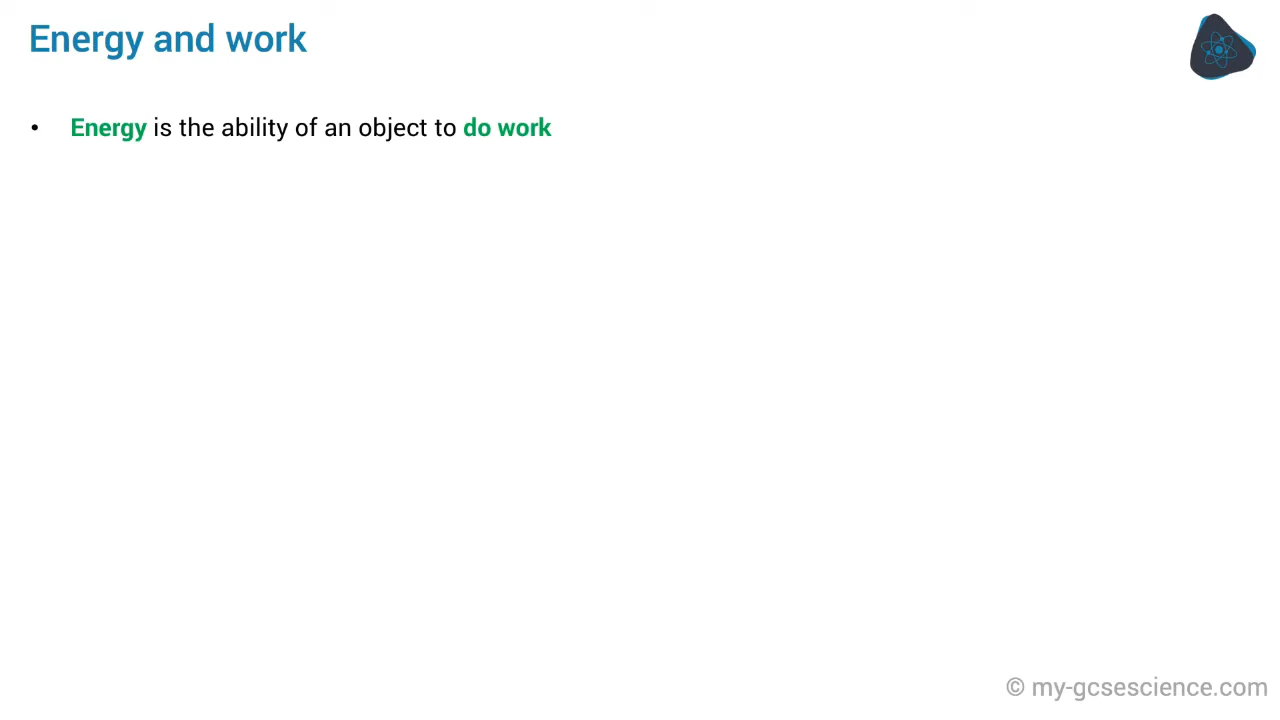 Energy and work
• Energy is the ability of an object to do work
© my-gcsescience.com